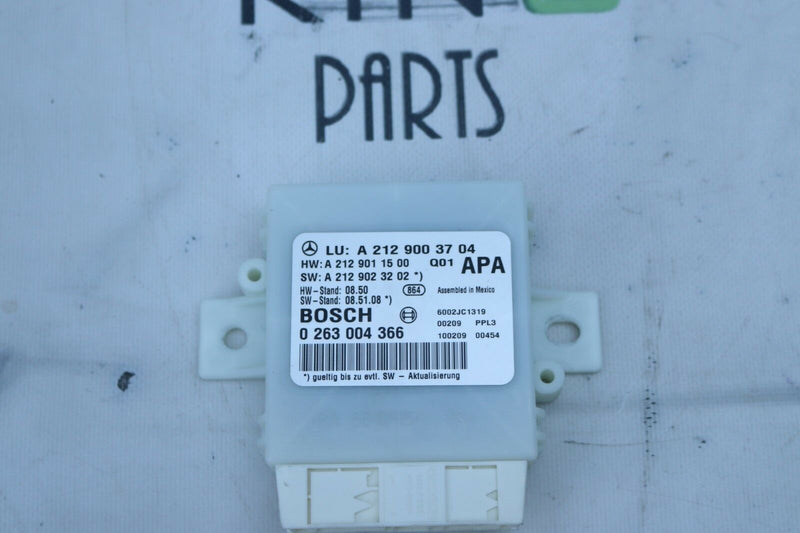 PARTS
LU: A 212 900 37 04
HW: A 212 901 15 00 Q01 APA
SW: A 212 902 32 02 *)
HW-Stand: 08.50 864 Assembled in Mexico
SW-Stand: 08.51.08 *)
BOSCH 6002JC1319
0 263 004 366 00209 PPL3
100209 00454
*) gueltig bis zu evtl. SW - Aktualisierung